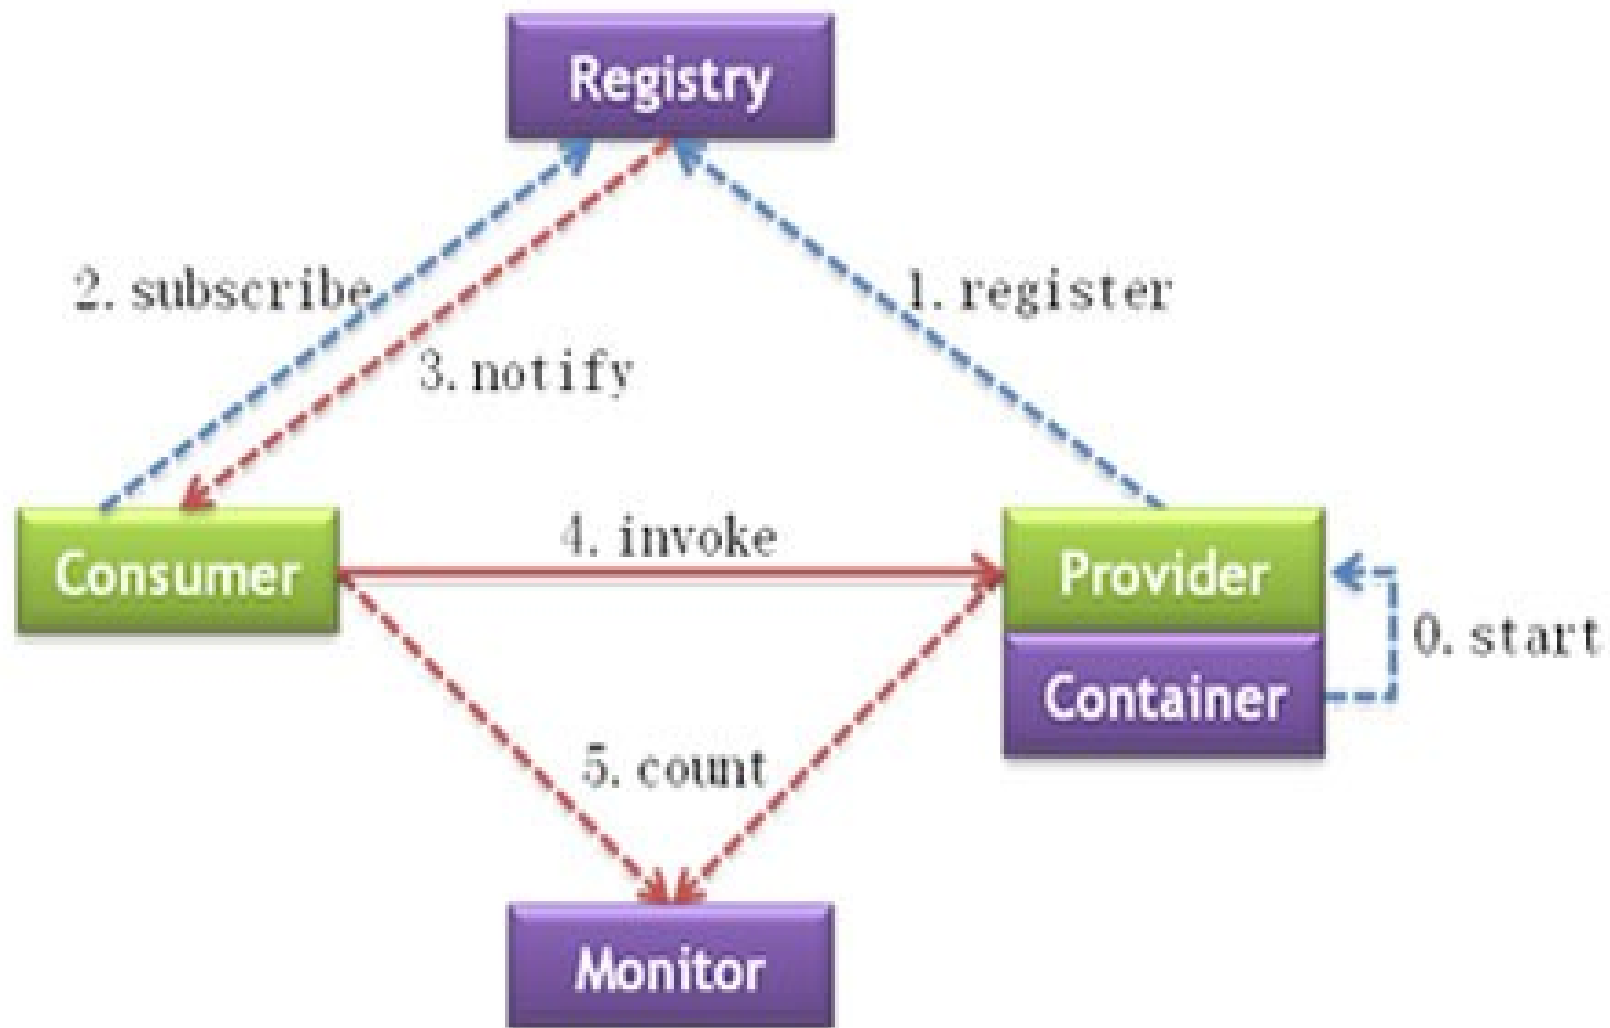 Registry
2. subscribe
1. register
3. notify
4. invoke
Consumer
Provider
0. start
Container
5. count
Monitor